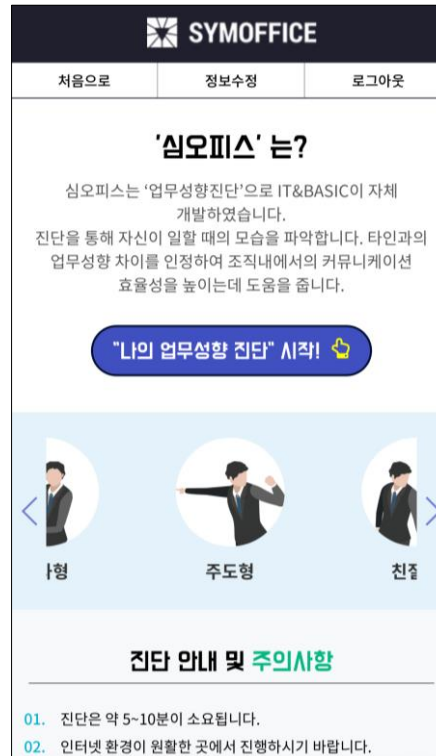 SYMOFFICE
처음으로 정보수정 로그아웃
'심오피스' 는?
심오피스는 ‘업무성향진단’으로 IT&BASIC이 자체
개발하였습니다.
진단을 통해 자신이 일할 때의 모습을 파악합니다. 타인과의
업무성향 차이를 인정하여 조직내에서의 커뮤니케이션
효율성을 높이는데 도움을 줍니다.
"나의 업무성향 진단" 시작!
형 주도형 친절
진단 안내 및 주의사항
01. 진단은 약 5~10분이 소요됩니다.
02. 인터넷 환경이 원활한 곳에서 진행하시기 바랍니다.